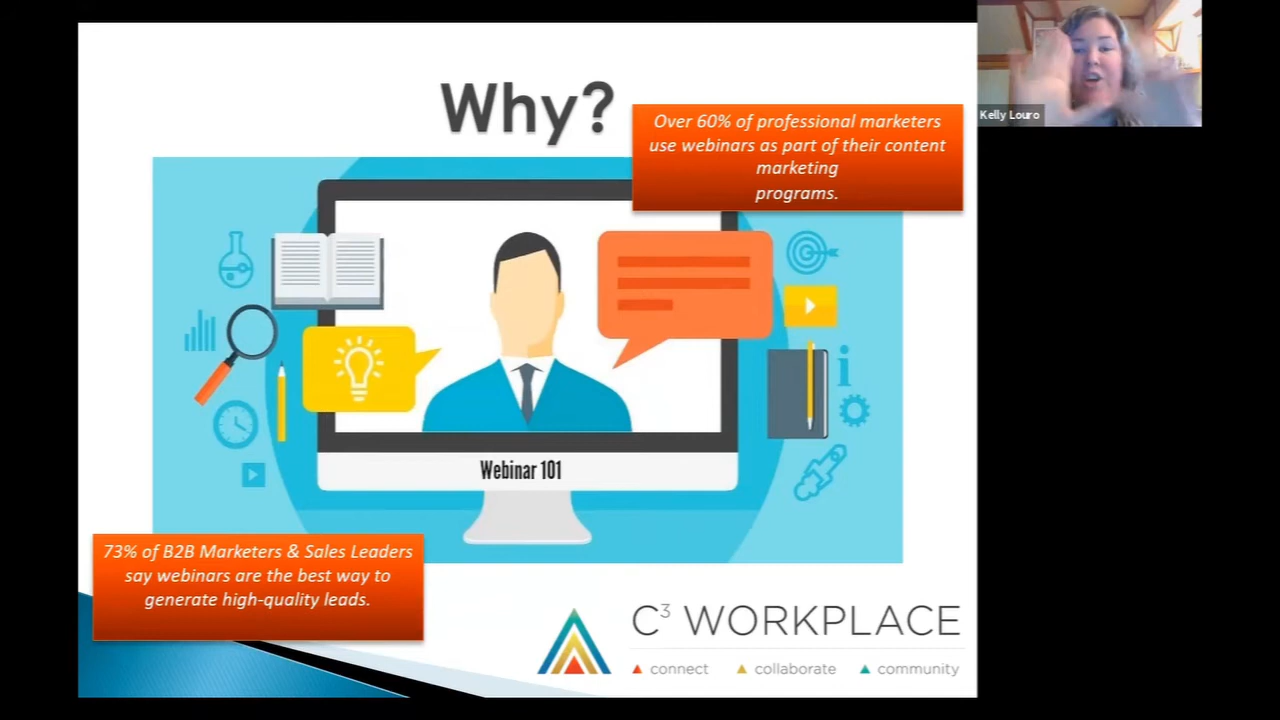 Why?
Over 60% of professional marketers
use webinars as part of their content
marketing
programs.
Kelly Louro
Webinar 101
73% of B2B Marketers & Sales Leaders
say webinars are the best way to
generate high-quality leads.
C³ WORKPLACE
connect collaborate community